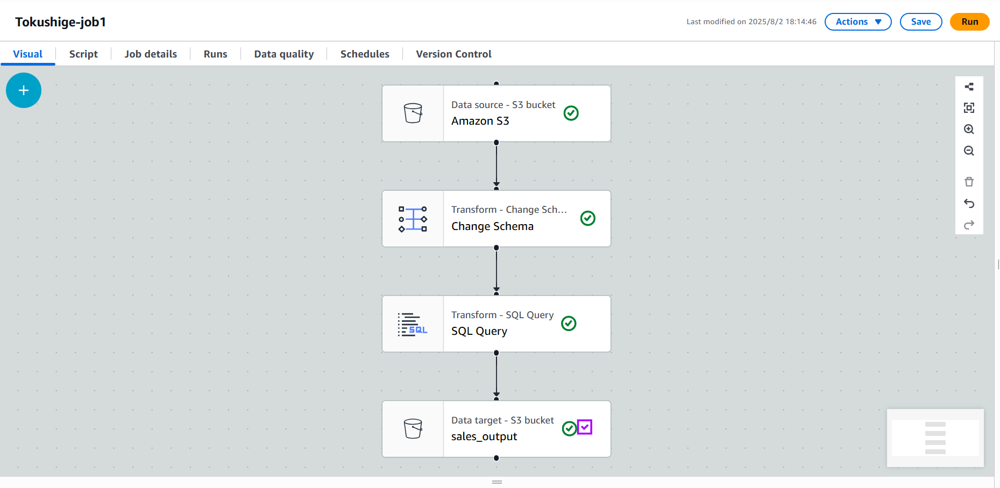 Tokushige-job1
Last modified on 2025/8/2 18:14:46
Actions
Save
Run
Visual
Script
Job details
Runs
Data quality
Schedules
Version Control
Data source - S3 bucket
Amazon S3
Transform - Change Sch...
Change Schema
Transform - SQL Query
SQL Query
SQL
Data target - S3 bucket
sales_output